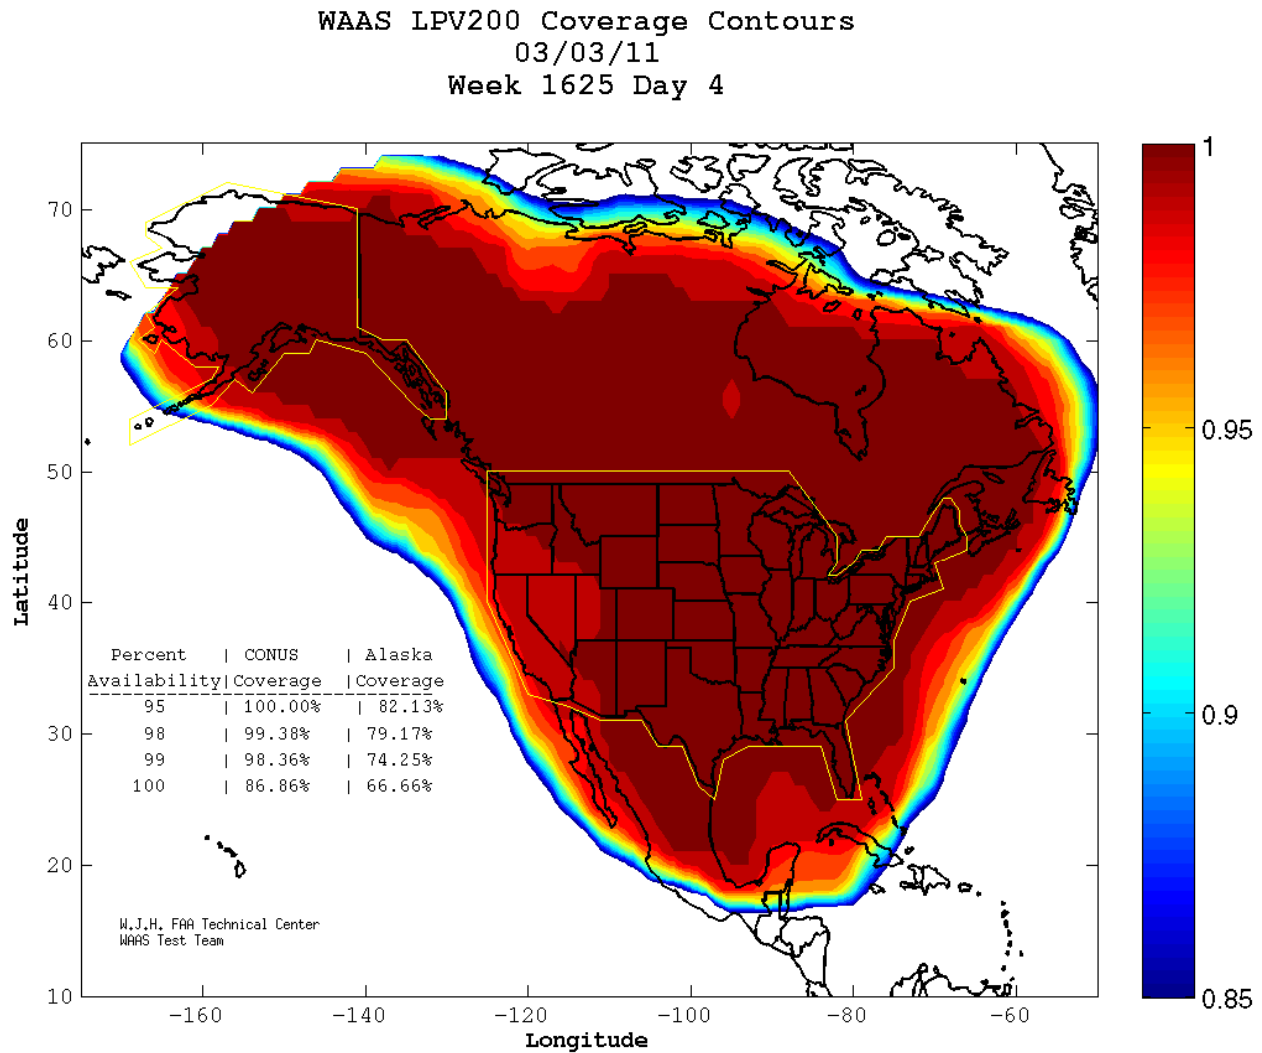 WAAS LPV200 Coverage Contours
03/03/11
Week 1625 Day 4
1
0.95
0.9
0.85
70
60
50
40
30
20
10
Latitude
Percent | CONUS | Alaska
Availability|Coverage |Coverage
95 | 100.00% | 82.13%
98 | 99.38% | 79.17%
99 | 98.36% | 74.25%
100 | 86.86% | 66.66%
W.J.H. FAA Technical Center
WAAS Test Team
-160 -140 -120 -100 -80 -60
Longitude